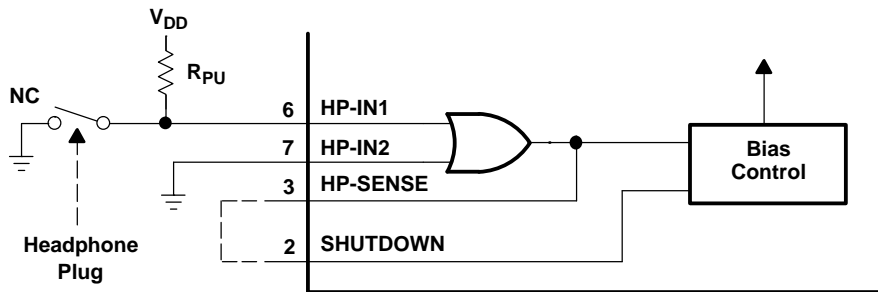 VDD
RPU
NC
6 HP-IN1
7 HP-IN2
3 HP-SENSE
2 SHUTDOWN
Bias
Control
Headphone
Plug